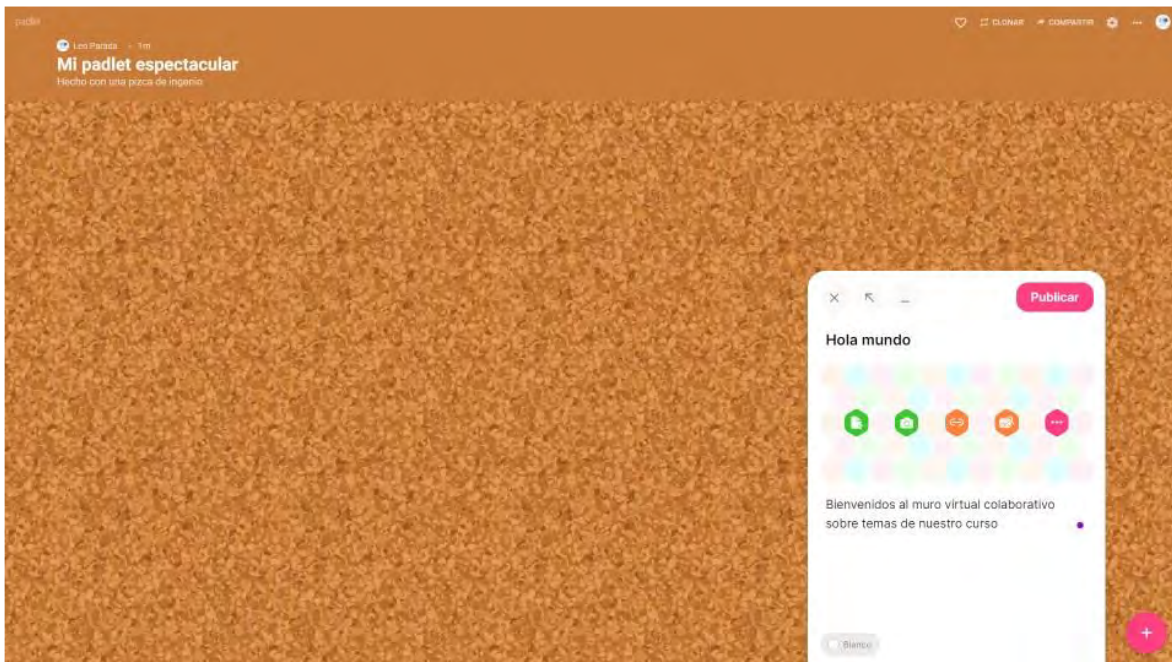 padlet
CLONAR
COMPARTIR
Leo Parada · 1m
Mi padlet espectacular
Hecho con una pizca de ingenio
Publicar
Hola mundo
Bienvenidos al muro virtual colaborativo
sobre temas de nuestro curso
Blanco